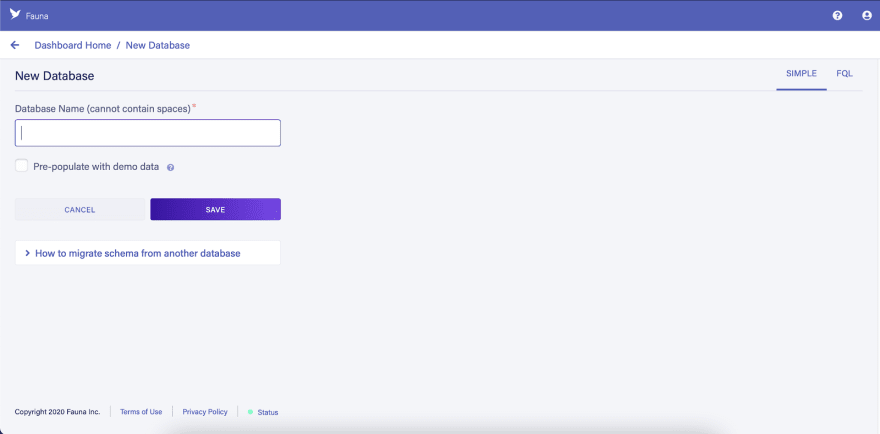 Fauna
Dashboard Home / New Database
New Database
SIMPLE FQL
Database Name (cannot contain spaces)*
Pre-populate with demo data
CANCEL SAVE
How to migrate schema from another database
Copyright 2020 Fauna Inc. Terms of Use Privacy Policy Status